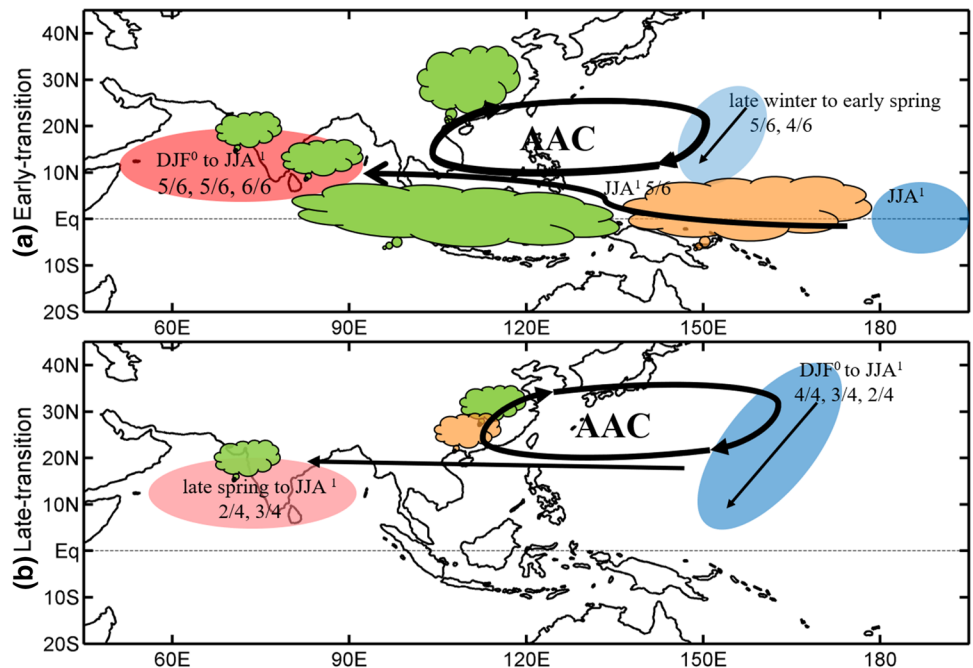 (a) Early-transition
40N
30N
20N
10N
Eq
10S
20S
60E
90E
120E
150E
180
DJF⁰ to JJA¹
5/6, 5/6, 6/6
AAC
late winter to early spring
5/6, 4/6
JJA¹ 5/6
JJA¹
(b) Late-transition
40N
30N
20N
10N
Eq
10S
20S
60E
90E
120E
150E
180
late spring to JJA ¹
2/4, 3/4
AAC
DJF⁰ to JJA¹
4/4, 3/4, 2/4